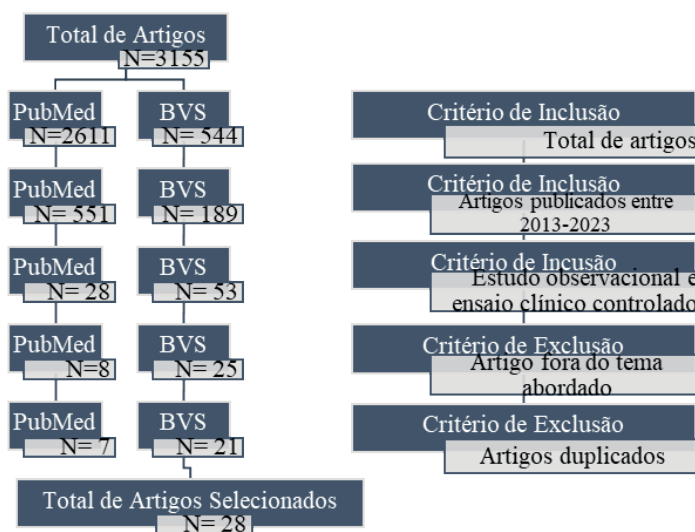 Total de Artigos
N=3155
PubMed
N=2611
BVS
N= 544
Critério de Inclusão
Total de artigos
PubMed
N= 551
BVS
N= 189
Critério de Inclusão
Artigos publicados entre
2013-2023
PubMed
N= 28
BVS
N= 53
Critério de Incusão
Estudo observacional e
ensaio clínico controlado
PubMed
N=8
BVS
N= 25
Critério de Exclusão
Artigo fora do tema
abordado
PubMed
N= 7
BVS
N= 21
Critério de Exclusão
Artigos duplicados
Total de Artigos Selecionados
N= 28